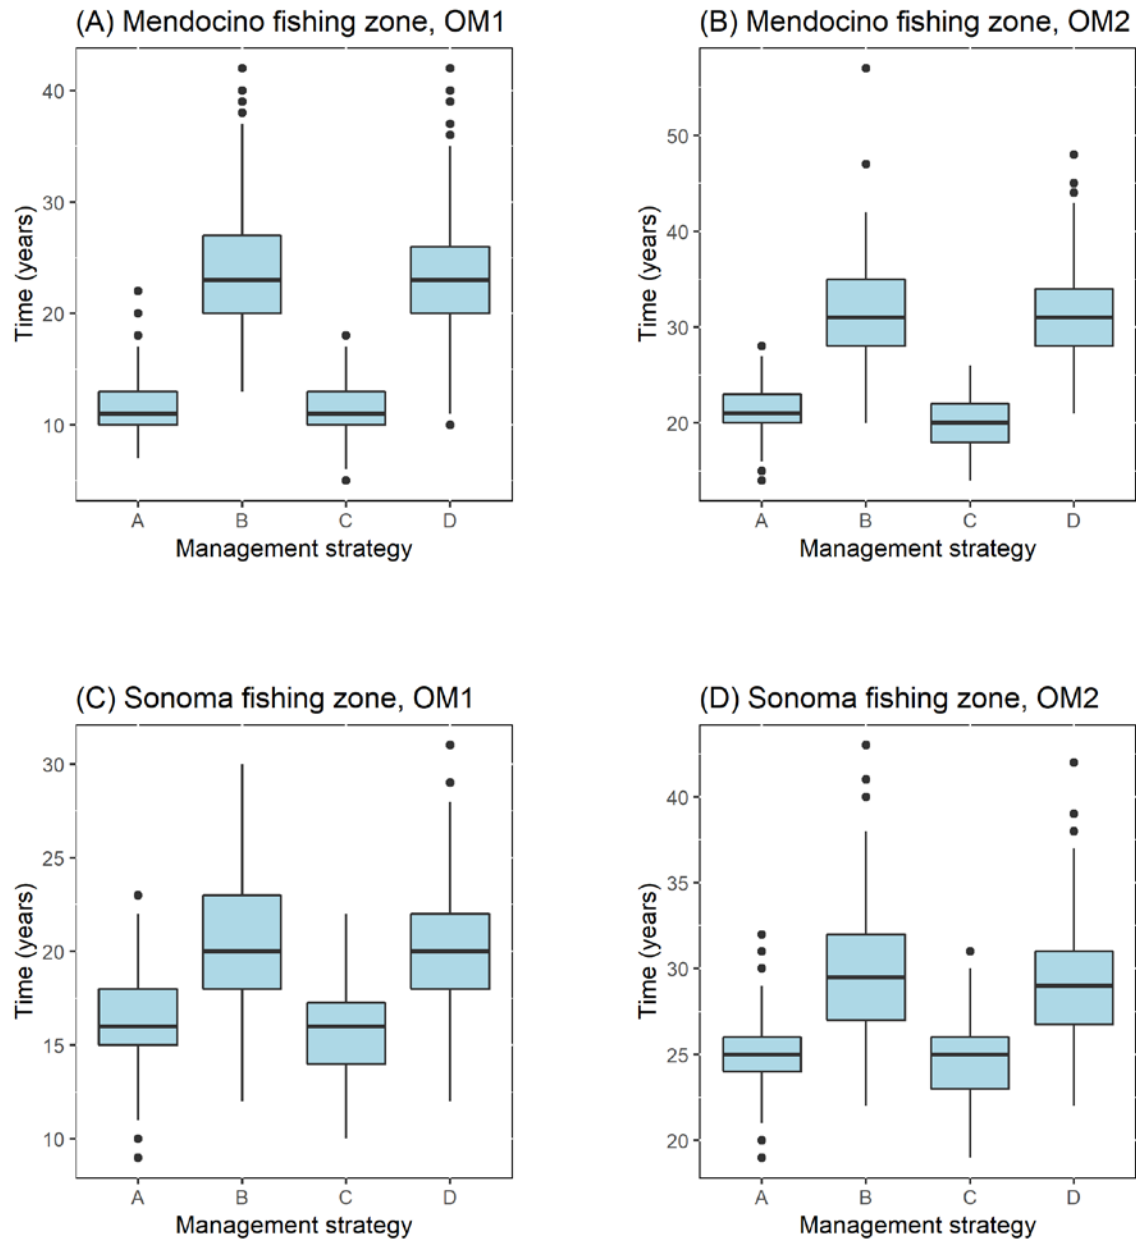 (A) Mendocino fishing zone, OM1
Time (years)
40
30
20
10
A B C D
Management strategy
(B) Mendocino fishing zone, OM2
Time (years)
50
40
30
20
A B C D
Management strategy
(C) Sonoma fishing zone, OM1
Time (years)
30
25
20
15
10
A B C D
Management strategy
(D) Sonoma fishing zone, OM2
Time (years)
40
35
30
25
20
A B C D
Management strategy